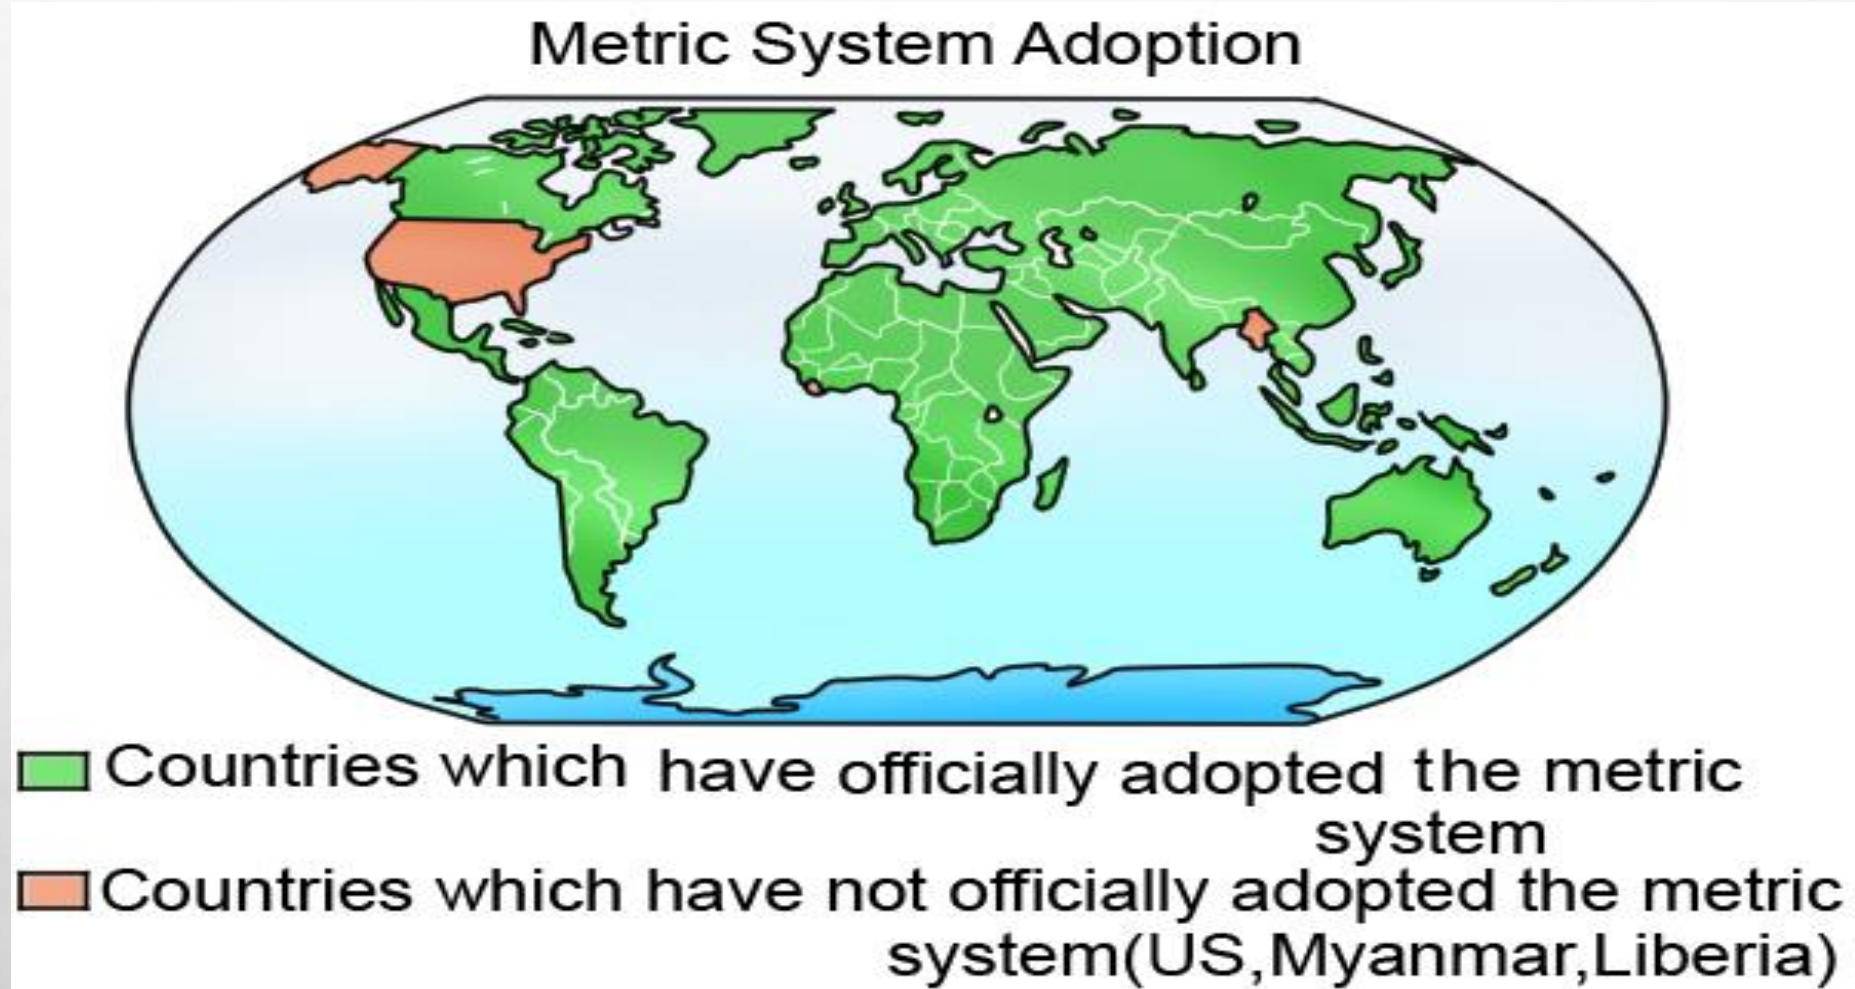 Metric System Adoption
Countries which have officially adopted the metric
system
Countries which have not officially adopted the metric
system(US,Myanmar,Liberia)